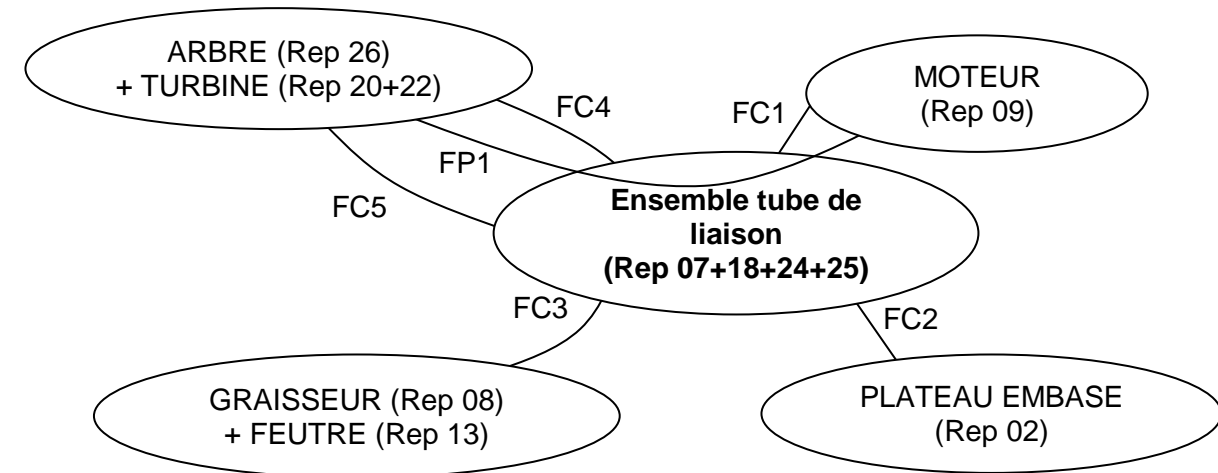 ARBRE (Rep 26)
+ TURBINE (Rep 20+22)
MOTEUR
(Rep 09)
FC4
FC1
FP1
FC5
Ensemble tube de
liaison
(Rep 07+18+24+25)
FC3
FC2
GRAISSEUR (Rep 08)
+ FEUTRE (Rep 13)
PLATEAU EMBASE
(Rep 02)